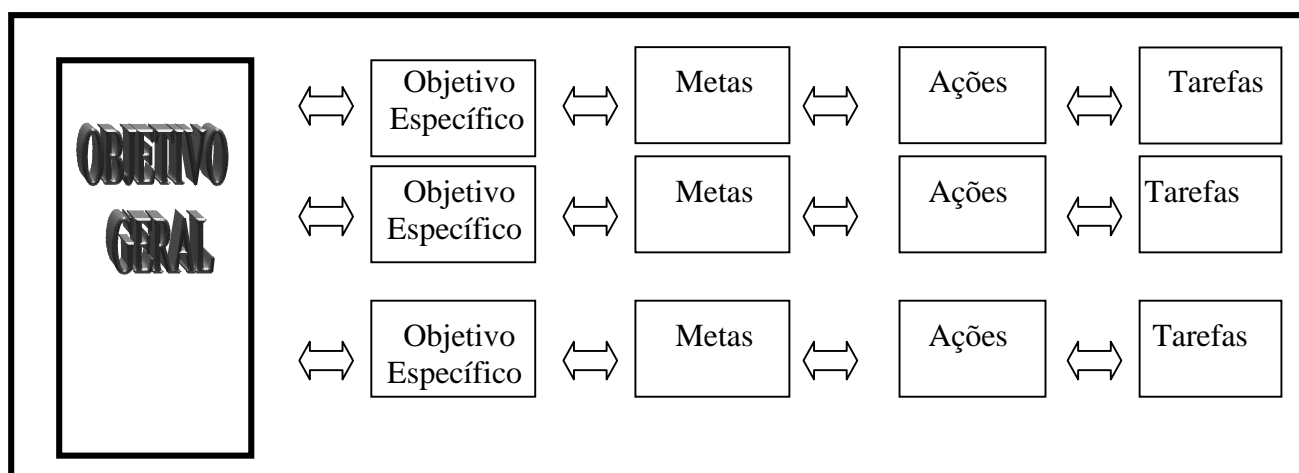 OBJETIVO
GERAL
Objetivo
Específico
Metas
Ações
Tarefas
Objetivo
Específico
Metas
Ações
Tarefas
Objetivo
Específico
Metas
Ações
Tarefas